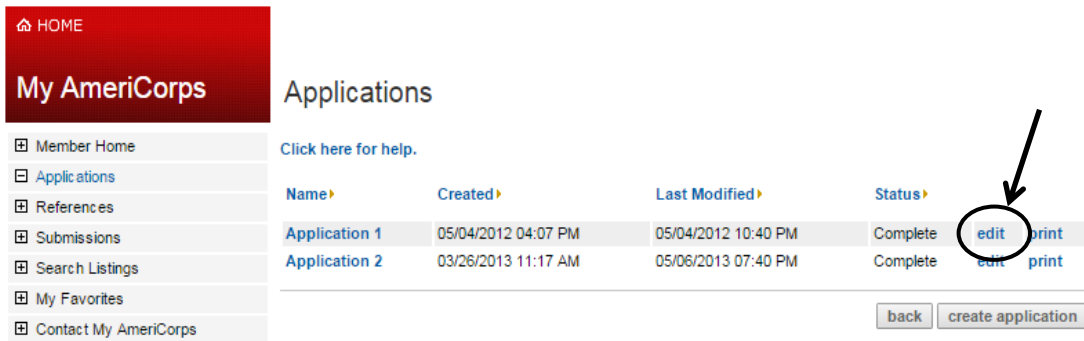 HOME
My AmeriCorps
Applications
Member Home
Applications
References
Submissions
Search Listings
My Favorites
Contact My AmeriCorps
Click here for help.
Name Created Last Modified Status
Application 1 05/04/2012 04:07 PM 05/04/2012 10:40 PM Complete edit print
Application 2 03/26/2013 11:17 AM 05/06/2013 07:40 PM Complete edit print
back create application